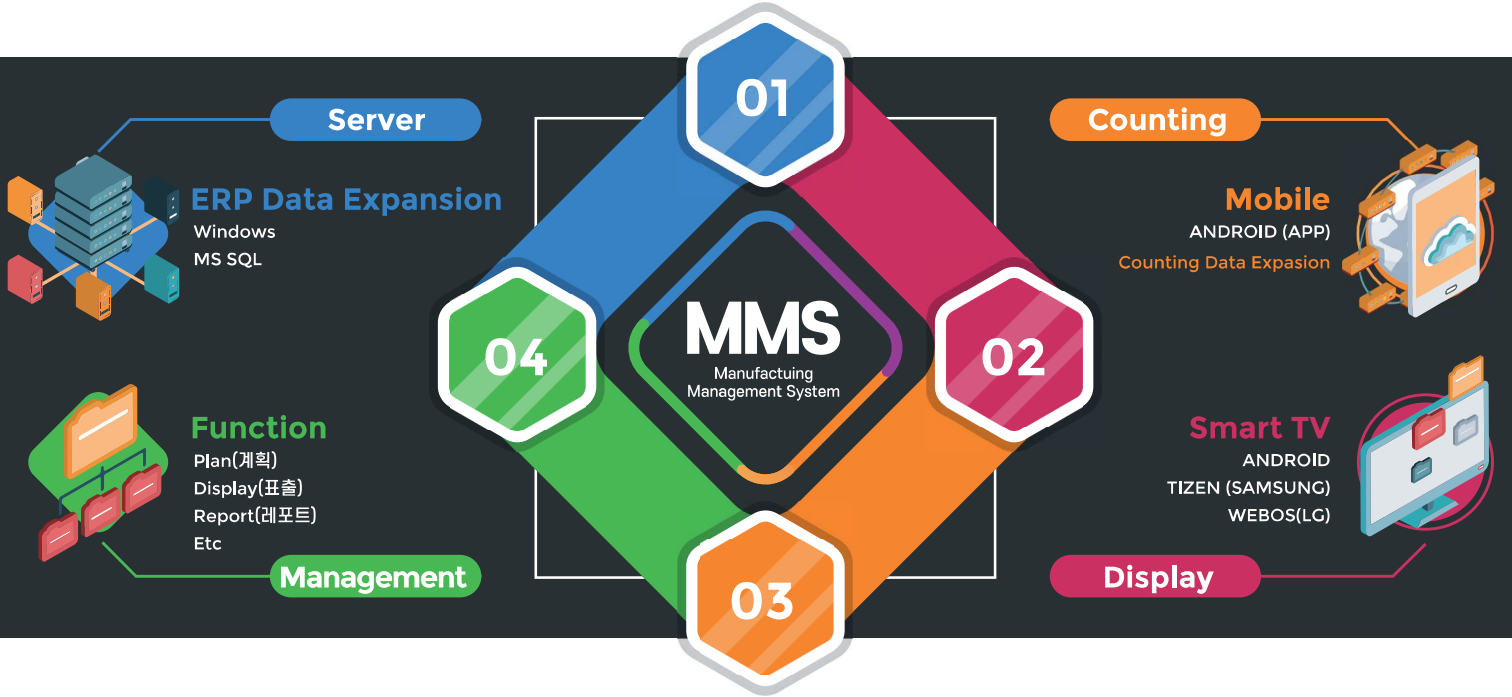 01
Server
ERP Data Expansion
Windows
MS SQL
Counting
Mobile
ANDROID (APP)
Counting Data Expasion
04
MMS
Manufactuing
Management System
02
Function
Plan(계획)
Display(표출)
Report(레포트)
Etc
Management
Smart TV
ANDROID
TIZEN (SAMSUNG)
WEBOS(LG)
Display
03